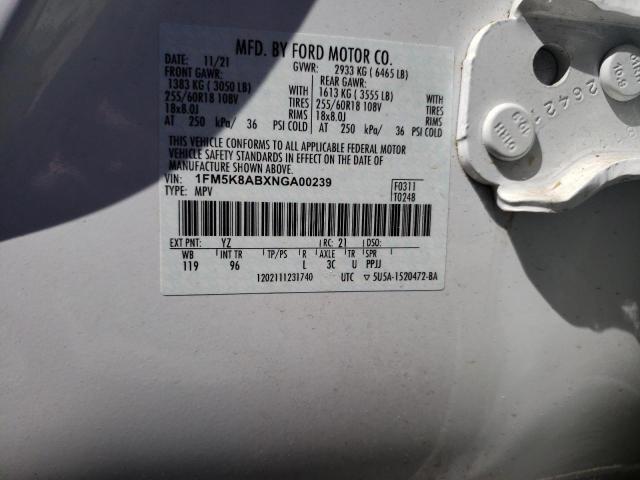 MFD. BY FORD MOTOR CO.
DATE: 11/21 GVWR: 2933 KG ( 6465 LB)
FRONT GAWR: REAR GAWR:
1383 KG ( 3050 LB) 1613 KG ( 3555 LB)
255/60R18 108V WITH TIRES 255/60R18 108V WITH TIRES
18x8.0J RIMS 18x8.0J RIMS
AT 250 kPa/ 36 PSI COLD AT 250 kPa/ 36 PSI COLD
THIS VEHICLE CONFORMS TO ALL APPLICABLE FEDERAL MOTOR
VEHICLE SAFETY STANDARDS IN EFFECT ON THE DATE OF
MANUFACTURE SHOWN ABOVE.
VIN: 1FM5K8ABXNGA00239 F0311
TYPE: MPV T0248
EXT PNT: YZ RC: 21 DSO:
WB INT TR TP/PS R AXLE TR SPR
119 96 L 3C U PPJJ
1202111231740 UTC ▽ 5U5A-1520472-BA